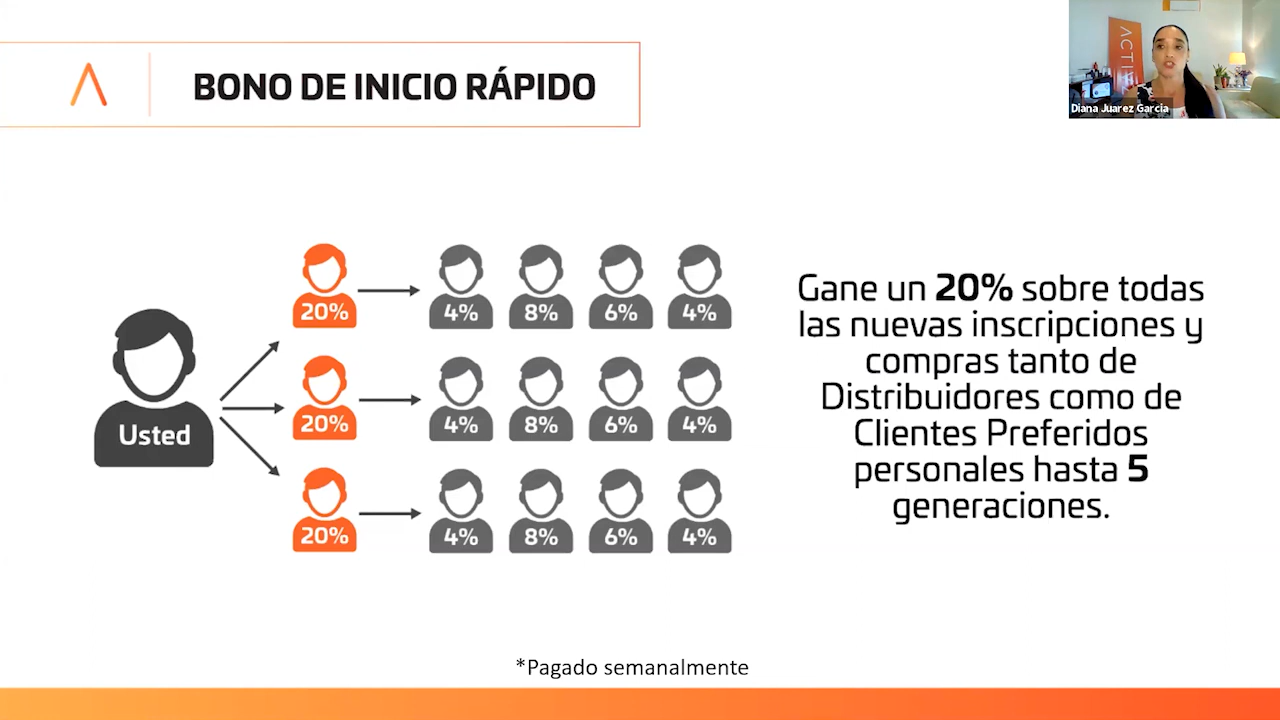 BONO DE INICIO RÁPIDO
ACTI
Diana Juarez García
20%
4%
8%
6%
4%
Usted
20%
4%
8%
6%
4%
20%
4%
8%
6%
4%
Gane un 20% sobre todas
las nuevas inscripciones y
compras tanto de
Distribuidores como de
Clientes Preferidos
personales hasta 5
generaciones.
*Pagado semanalmente